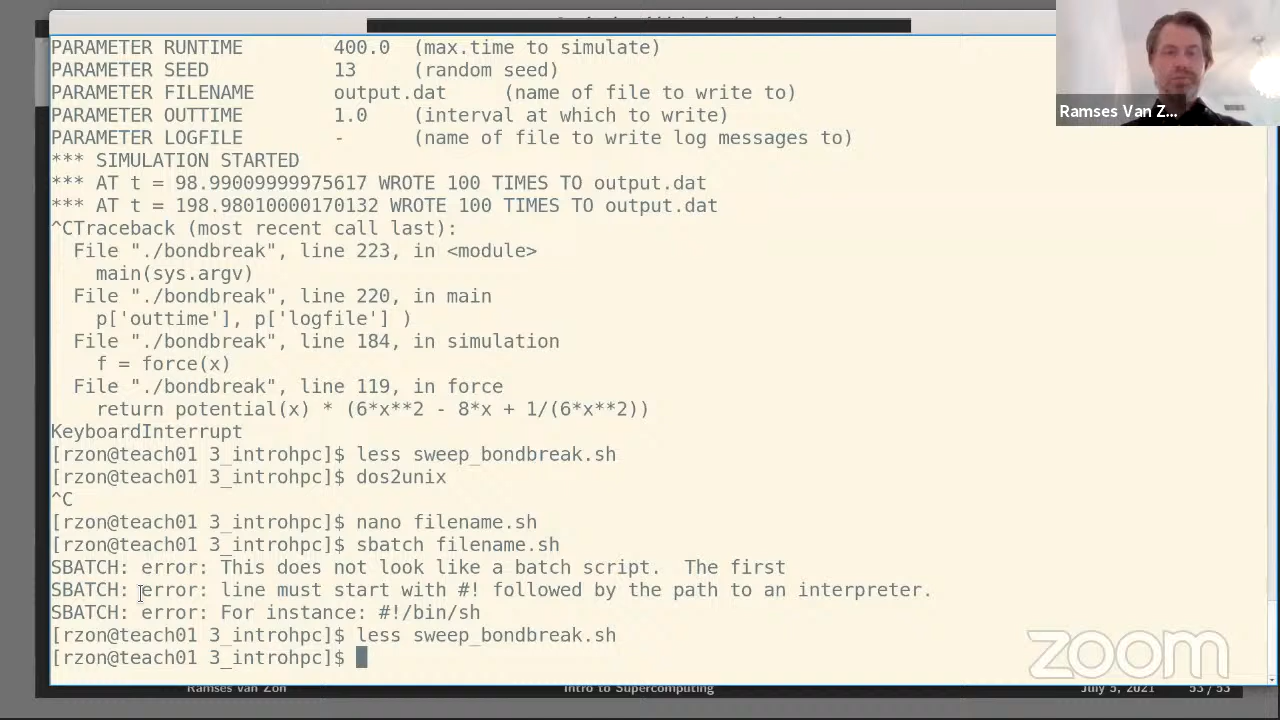 PARAMETER RUNTIME 400.0 (max.time to simulate)
PARAMETER SEED 13 (random seed)
PARAMETER FILENAME output.dat (name of file to write to)
PARAMETER OUTTIME 1.0 (interval at which to write)
PARAMETER LOGFILE - (name of file to write log messages to)
*** SIMULATION STARTED
*** AT t = 98.99009999975617 WROTE 100 TIMES TO output.dat
*** AT t = 198.98010000170132 WROTE 100 TIMES TO output.dat
^CTraceback (most recent call last):
File "./bondbreak", line 223, in <module>
main(sys.argv)
File "./bondbreak", line 220, in main
p['outtime'], p['logfile'] )
File "./bondbreak", line 184, in simulation
f = force(x)
File "./bondbreak", line 119, in force
return potential(x) * (6*x**2 - 8*x + 1/(6*x**2))
KeyboardInterrupt
[rzon@teach01 3_introhpc]$ less sweep_bondbreak.sh
[rzon@teach01 3_introhpc]$ dos2unix
^C
[rzon@teach01 3_introhpc]$ nano filename.sh
[rzon@teach01 3_introhpc]$ sbatch filename.sh
SBATCH: error: This does not look like a batch script. The first
SBATCH: error: line must start with #! followed by the path to an interpreter.
SBATCH: error: For instance: #!/bin/sh
[rzon@teach01 3_introhpc]$ less sweep_bondbreak.sh
[rzon@teach01 3_introhpc]$
Ramses Van Z...
zoom
Ramses van Zon Intro to Supercomputing July 5, 2021 53 / 53